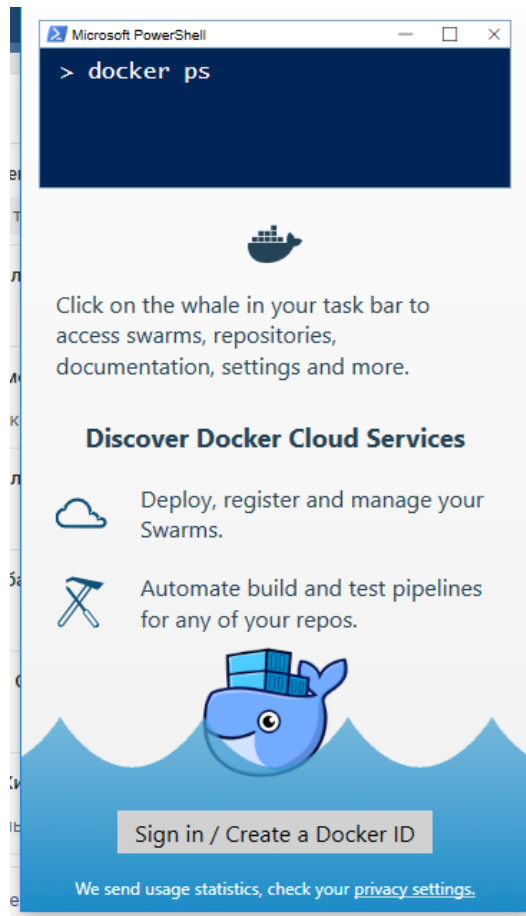 Microsoft PowerShell
> docker ps
Click on the whale in your task bar to
access swarms, repositories,
documentation, settings and more.
Discover Docker Cloud Services
Deploy, register and manage your
Swarms.
Automate build and test pipelines
for any of your repos.
Sign in / Create a Docker ID
We send usage statistics, check your privacy settings.